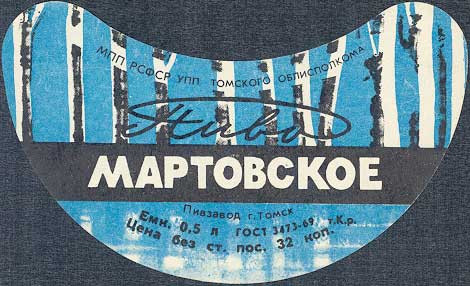 МПП РСФСР УПП ТОМСКОГО ОБЛИСПОЛКОМА
Пиво
МАРТОВСКОЕ
Пивзавод г. Томск
Емк. 0,5 л ГОСТ 3473-69, т.Кр.
Цена без ст. пос. 32 коп.